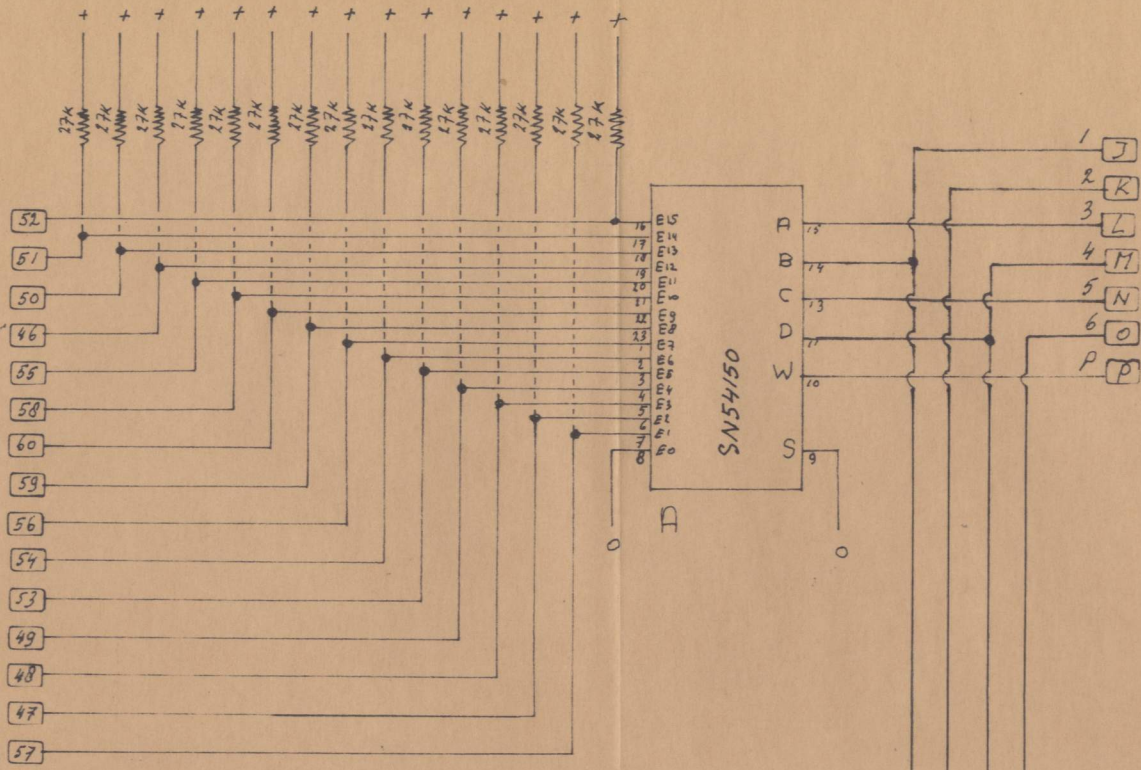 + + + + + + + + + + + + + + +
27K 27K 27K 27K 27K 27K 27K 27K 27K 27K 27K 27K 27K 27K 27K
52
51
50
46
55
58
60
59
56
54
53
49
48
47
57
16 E15
17 E14
18 E13
19 E12
20 E11
21 E10
22 E9
23 E8
1 E7
2 E6
3 E5
4 E4
5 E3
6 E2
7 E1
8 E0
SN54150
A 15
B 14
C 13
D 11
W 10
S 9
A
0
0
1 J
2 K
3 L
4 M
5 N
6 O
P P